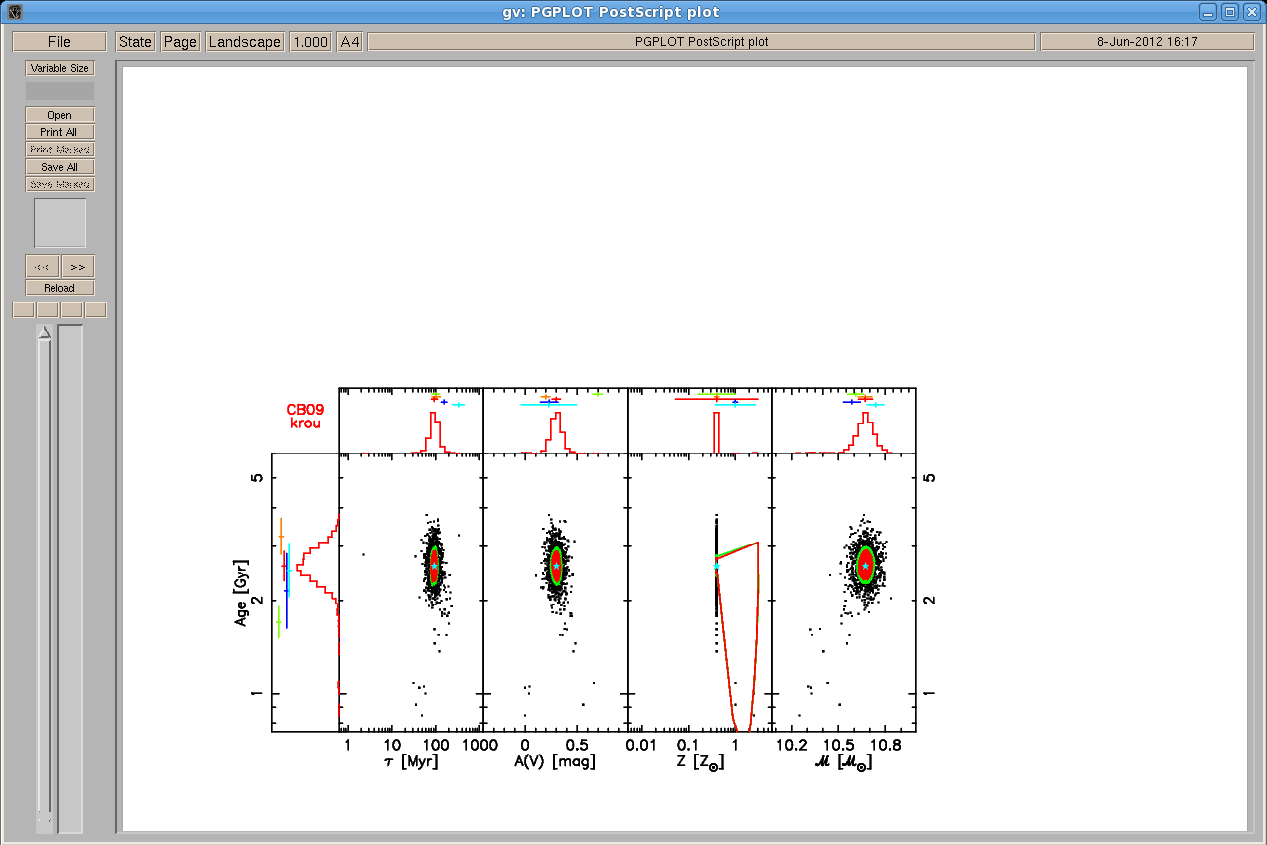 gv: PGPLOT PostScript plot
File State Page Landscape 1.000 A4 PGPLOT PostScript plot 8-Jun-2012 16:17
Variable Size
Open
Print All
Print Marked
Save All
Save Marked
<< >>
Reload
CB09
krou
5 5
2 2
1 1
Age [Gyr]
1 10 100 1000 0 0.5 0.01 0.1 1 10.2 10.5 10.8
τ [Myr] A(V) [mag] Z [Z⊙] ℳ [ℳ⊙]